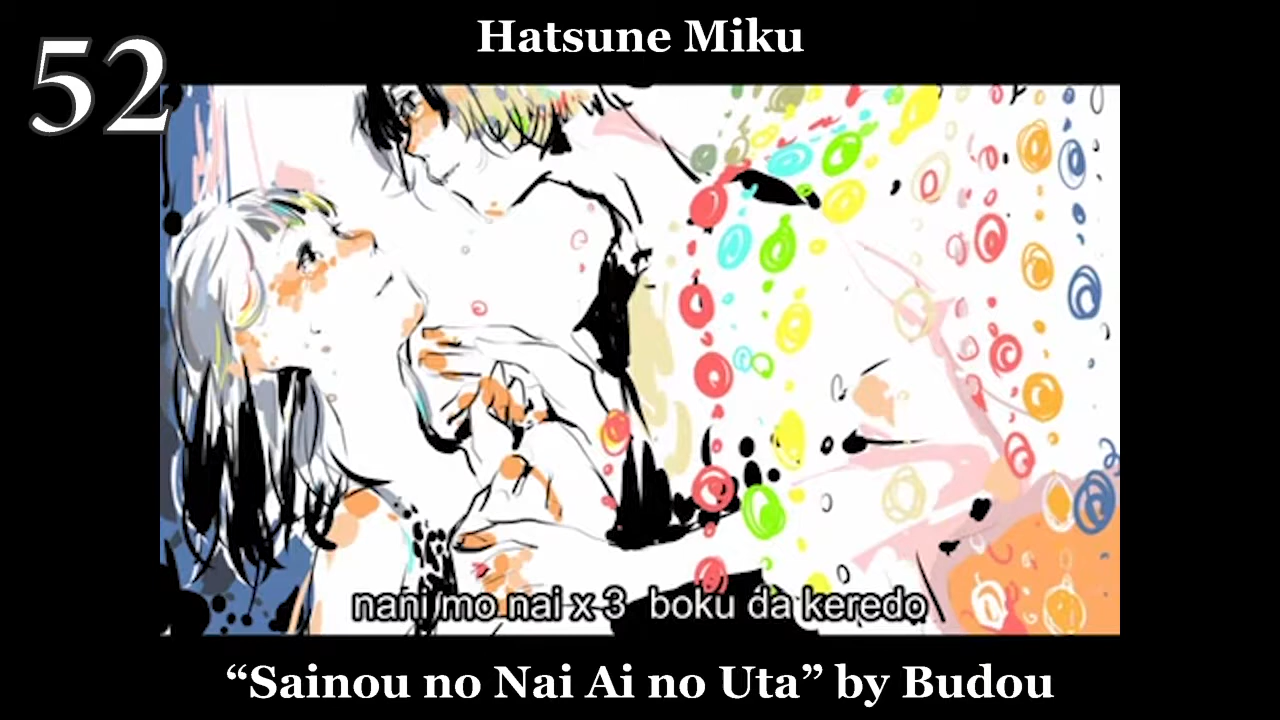 52
Hatsune Miku
nani mo nai x 3 boku da keredo
“Sainou no Nai Ai no Uta” by Budou